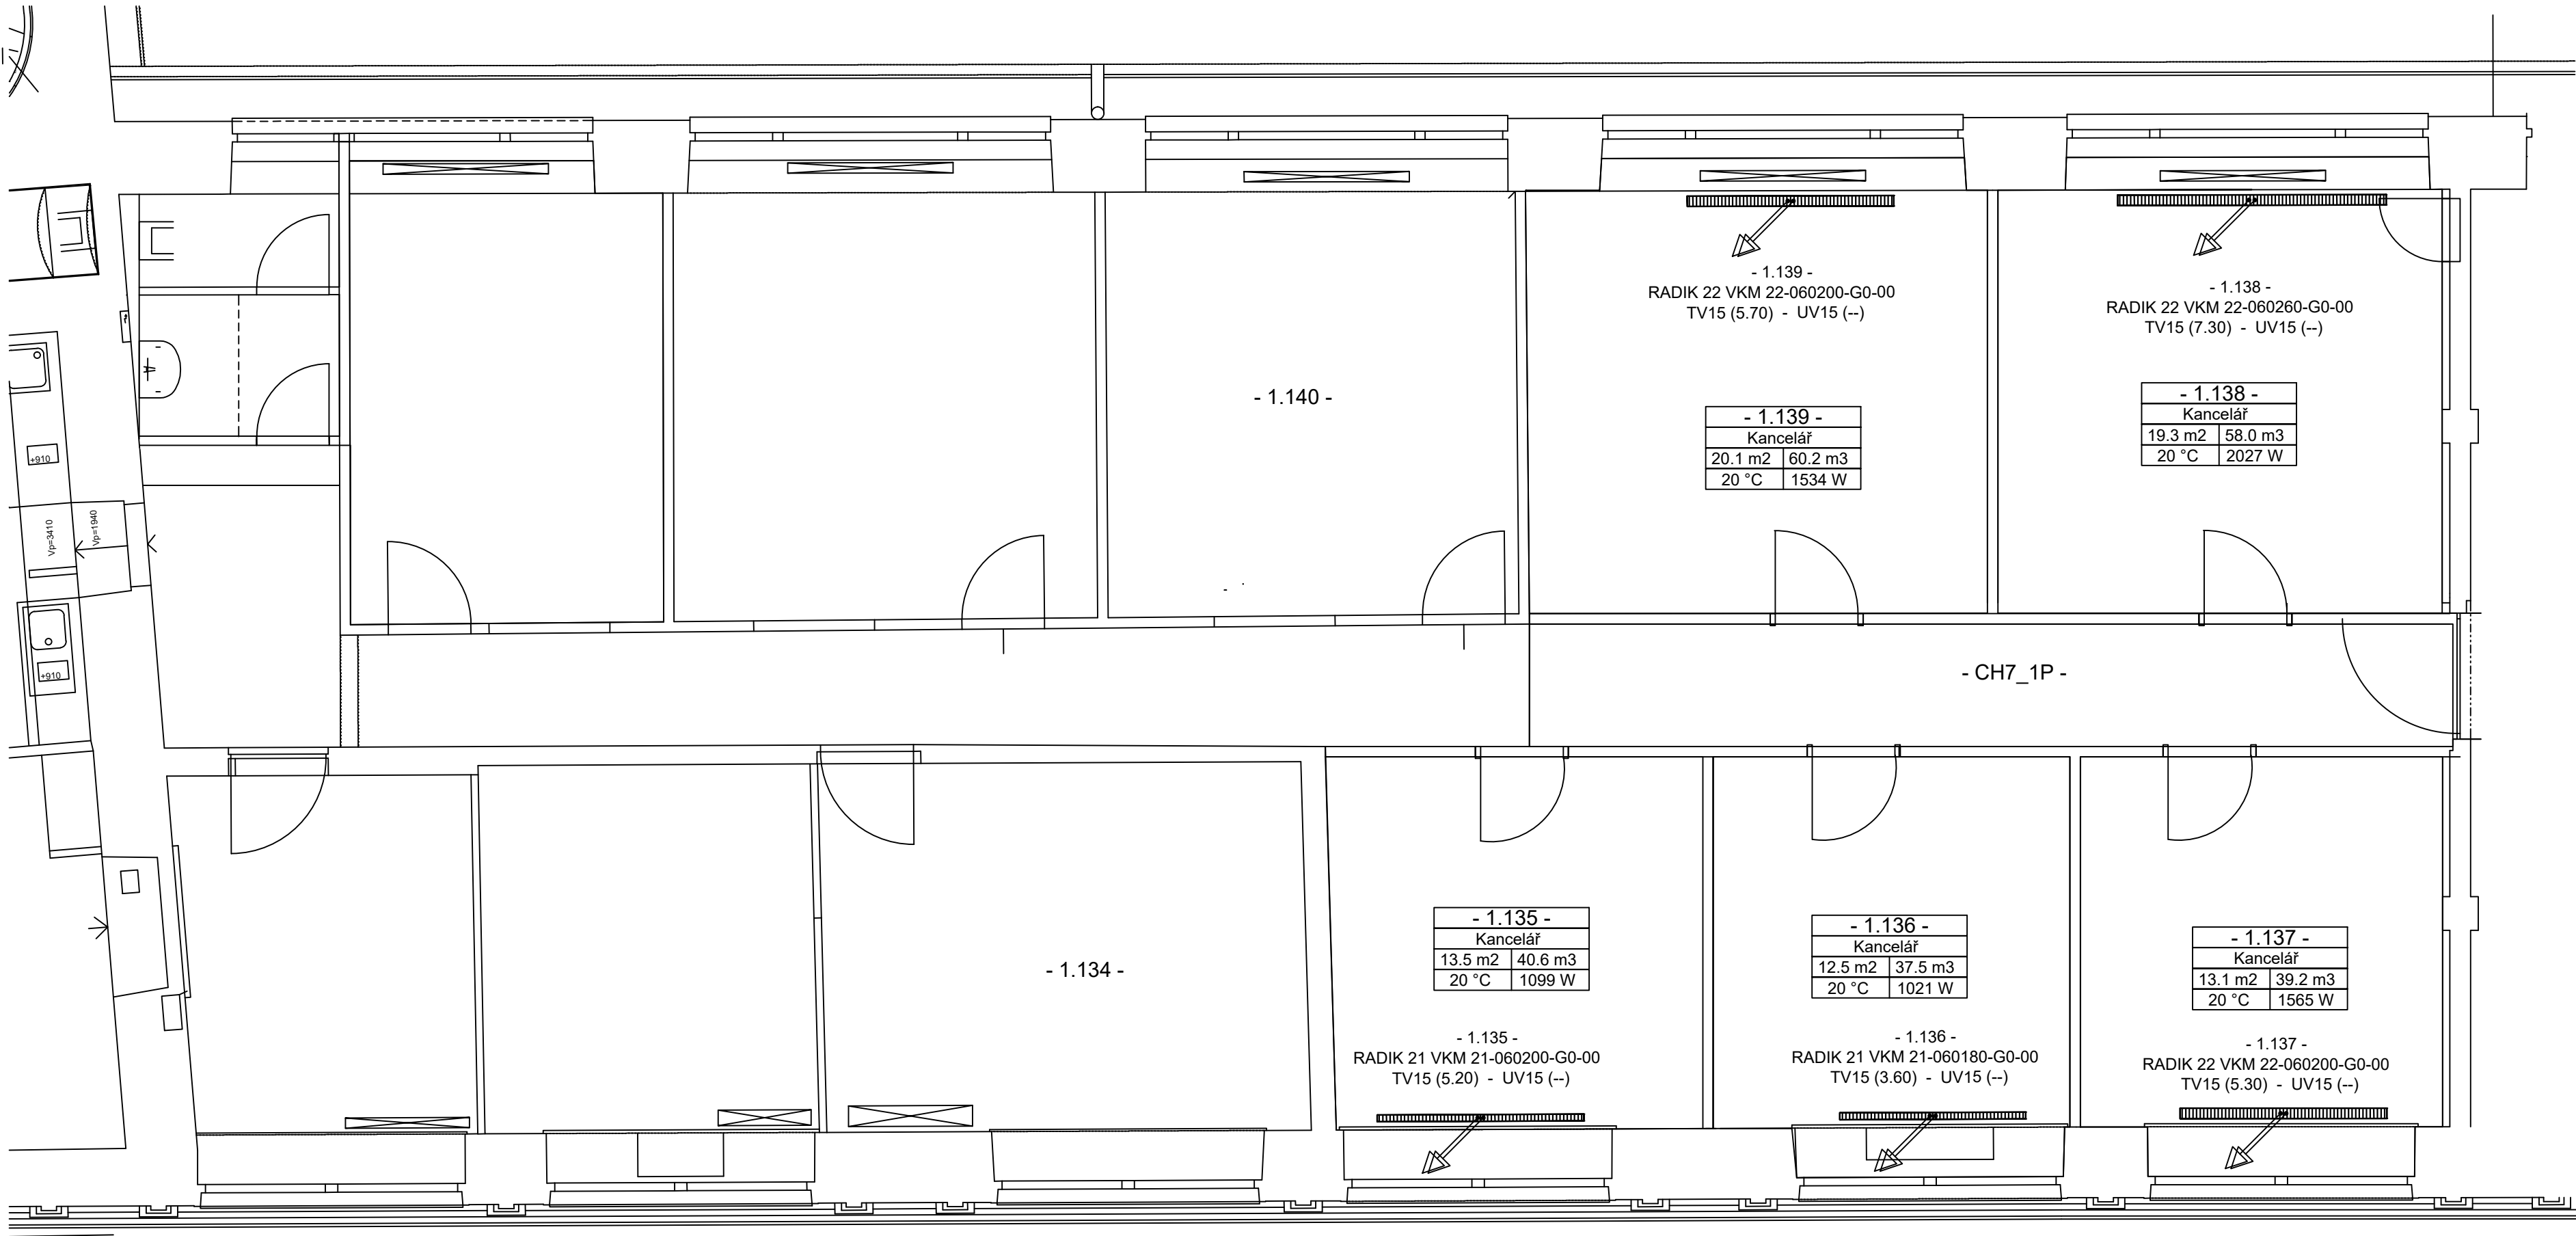 - 1.139 -
RADIK 22 VKM 22-060200-G0-00
TV15 (5.70) - UV15 (--)
- 1.138 -
RADIK 22 VKM 22-060260-G0-00
TV15 (7.30) - UV15 (--)
- 1.140 -
- 1.139 -
Kancelář
20.1 m2 60.2 m3
20 °C 1534 W
- 1.138 -
Kancelář
19.3 m2 58.0 m3
20 °C 2027 W
+910
Vp=3410
Vp=1940
+910
- CH7_1P -
- 1.134 -
- 1.135 -
Kancelář
13.5 m2 40.6 m3
20 °C 1099 W
- 1.136 -
Kancelář
12.5 m2 37.5 m3
20 °C 1021 W
- 1.137 -
Kancelář
13.1 m2 39.2 m3
20 °C 1565 W
- 1.135 -
RADIK 21 VKM 21-060200-G0-00
TV15 (5.20) - UV15 (--)
- 1.136 -
RADIK 21 VKM 21-060180-G0-00
TV15 (3.60) - UV15 (--)
- 1.137 -
RADIK 22 VKM 22-060200-G0-00
TV15 (5.30) - UV15 (--)